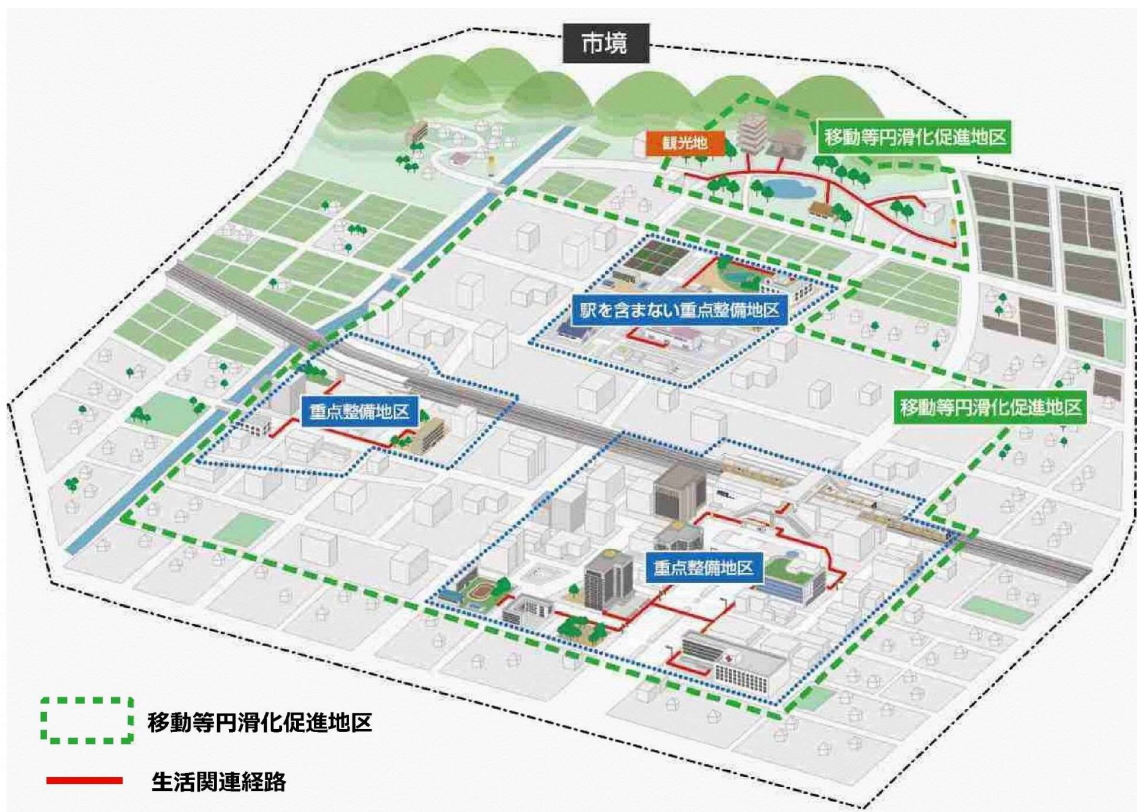 市境
観光地
移動等円滑化促進地区
駅を含まない重点整備地区
移動等円滑化促進地区
重点整備地区
重点整備地区
移動等円滑化促進地区
生活関連経路